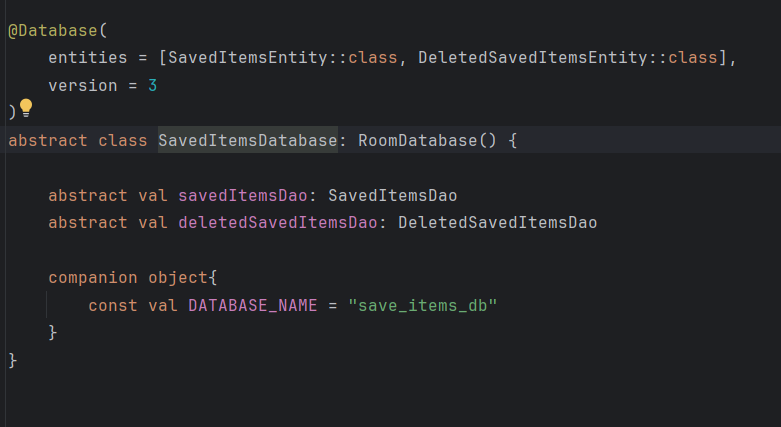 @Database(
entities = [SavedItemsEntity::class, DeletedSavedItemsEntity::class],
version = 3
)
abstract class SavedItemsDatabase: RoomDatabase() {
abstract val savedItemsDao: SavedItemsDao
abstract val deletedSavedItemsDao: DeletedSavedItemsDao
companion object{
const val DATABASE_NAME = "save_items_db"
}
}